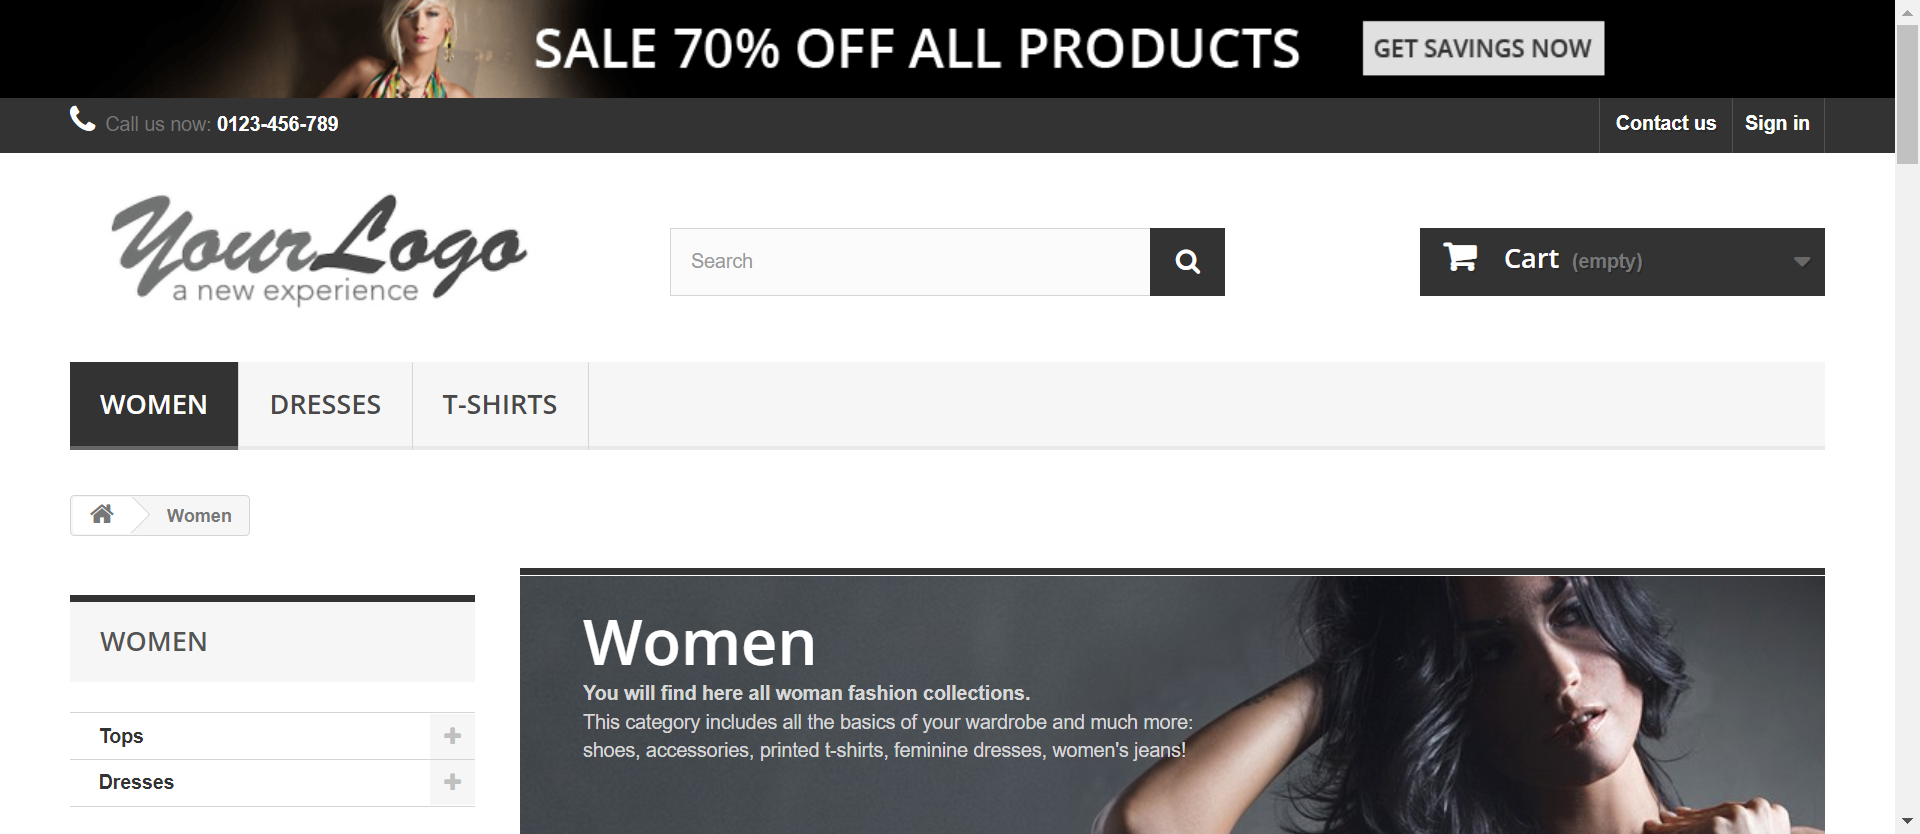 SALE 70% OFF ALL PRODUCTS
GET SAVINGS NOW
Call us now: 0123-456-789
Contact us
Sign in
Your Logo
a new experience
Search
Cart (empty)
WOMEN
DRESSES
T-SHIRTS
Women
WOMEN
Tops
Dresses
Women
You will find here all woman fashion collections.
This category includes all the basics of your wardrobe and much more:
shoes, accessories, printed t-shirts, feminine dresses, women's jeans!